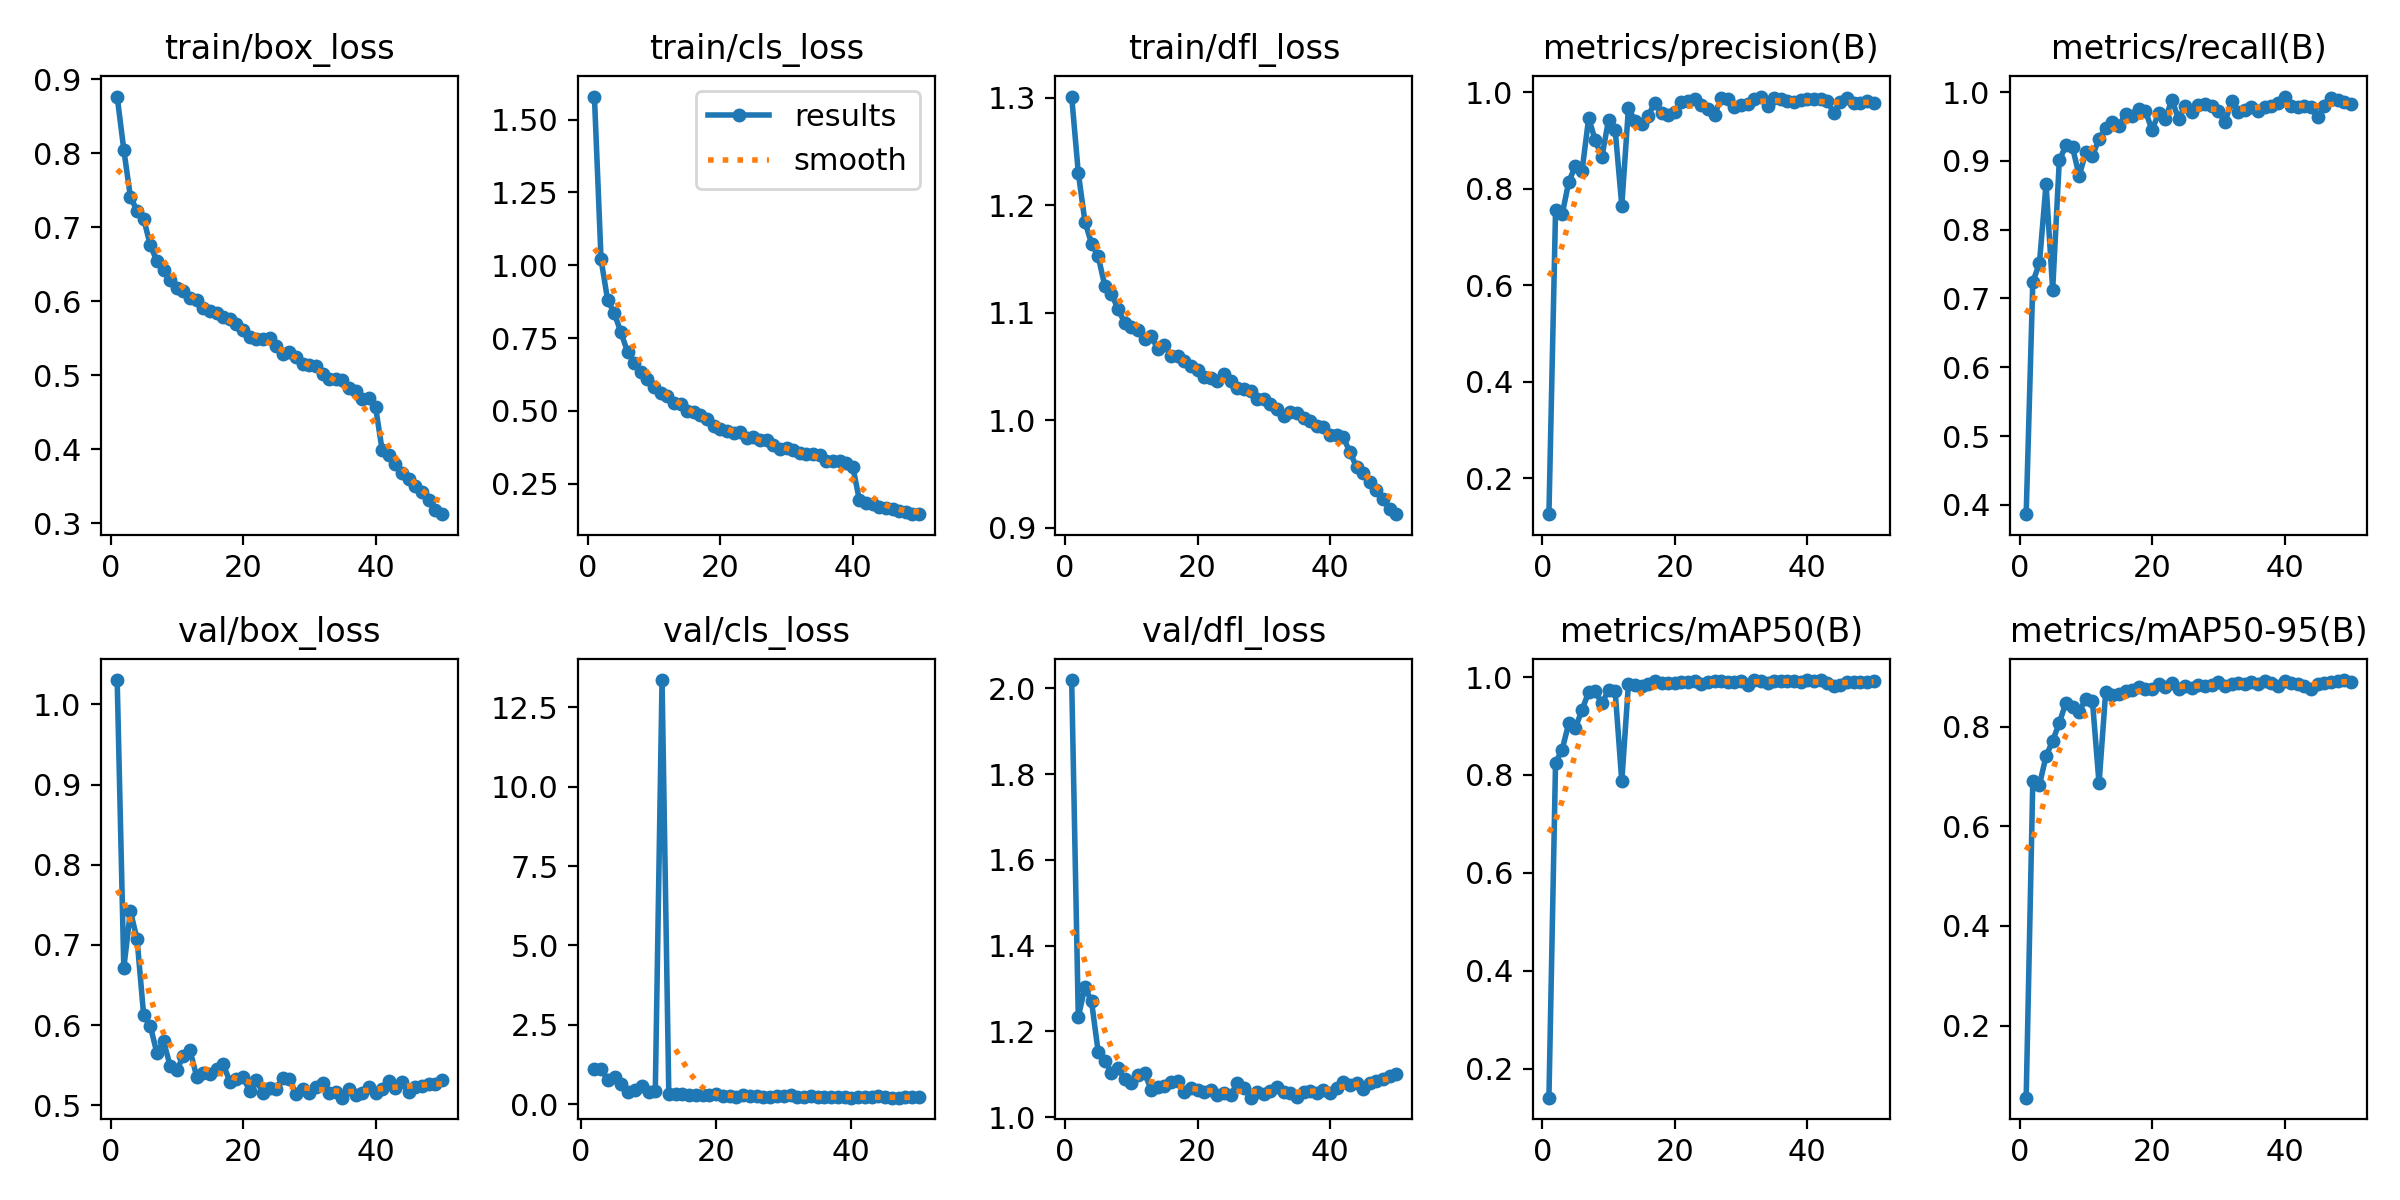 train/box_loss
0.9
0.8
0.7
0.6
0.5
0.4
0.3
0 20 40
train/cls_loss
results
smooth
1.50
1.25
1.00
0.75
0.50
0.25
0 20 40
train/dfl_loss
1.3
1.2
1.1
1.0
0.9
0 20 40
metrics/precision(B)
1.0
0.8
0.6
0.4
0.2
0 20 40
metrics/recall(B)
1.0
0.9
0.8
0.7
0.6
0.5
0.4
0 20 40
val/box_loss
1.0
0.9
0.8
0.7
0.6
0.5
0 20 40
val/cls_loss
12.5
10.0
7.5
5.0
2.5
0.0
0 20 40
val/dfl_loss
2.0
1.8
1.6
1.4
1.2
1.0
0 20 40
metrics/mAP50(B)
1.0
0.8
0.6
0.4
0.2
0 20 40
metrics/mAP50-95(B)
0.8
0.6
0.4
0.2
0 20 40